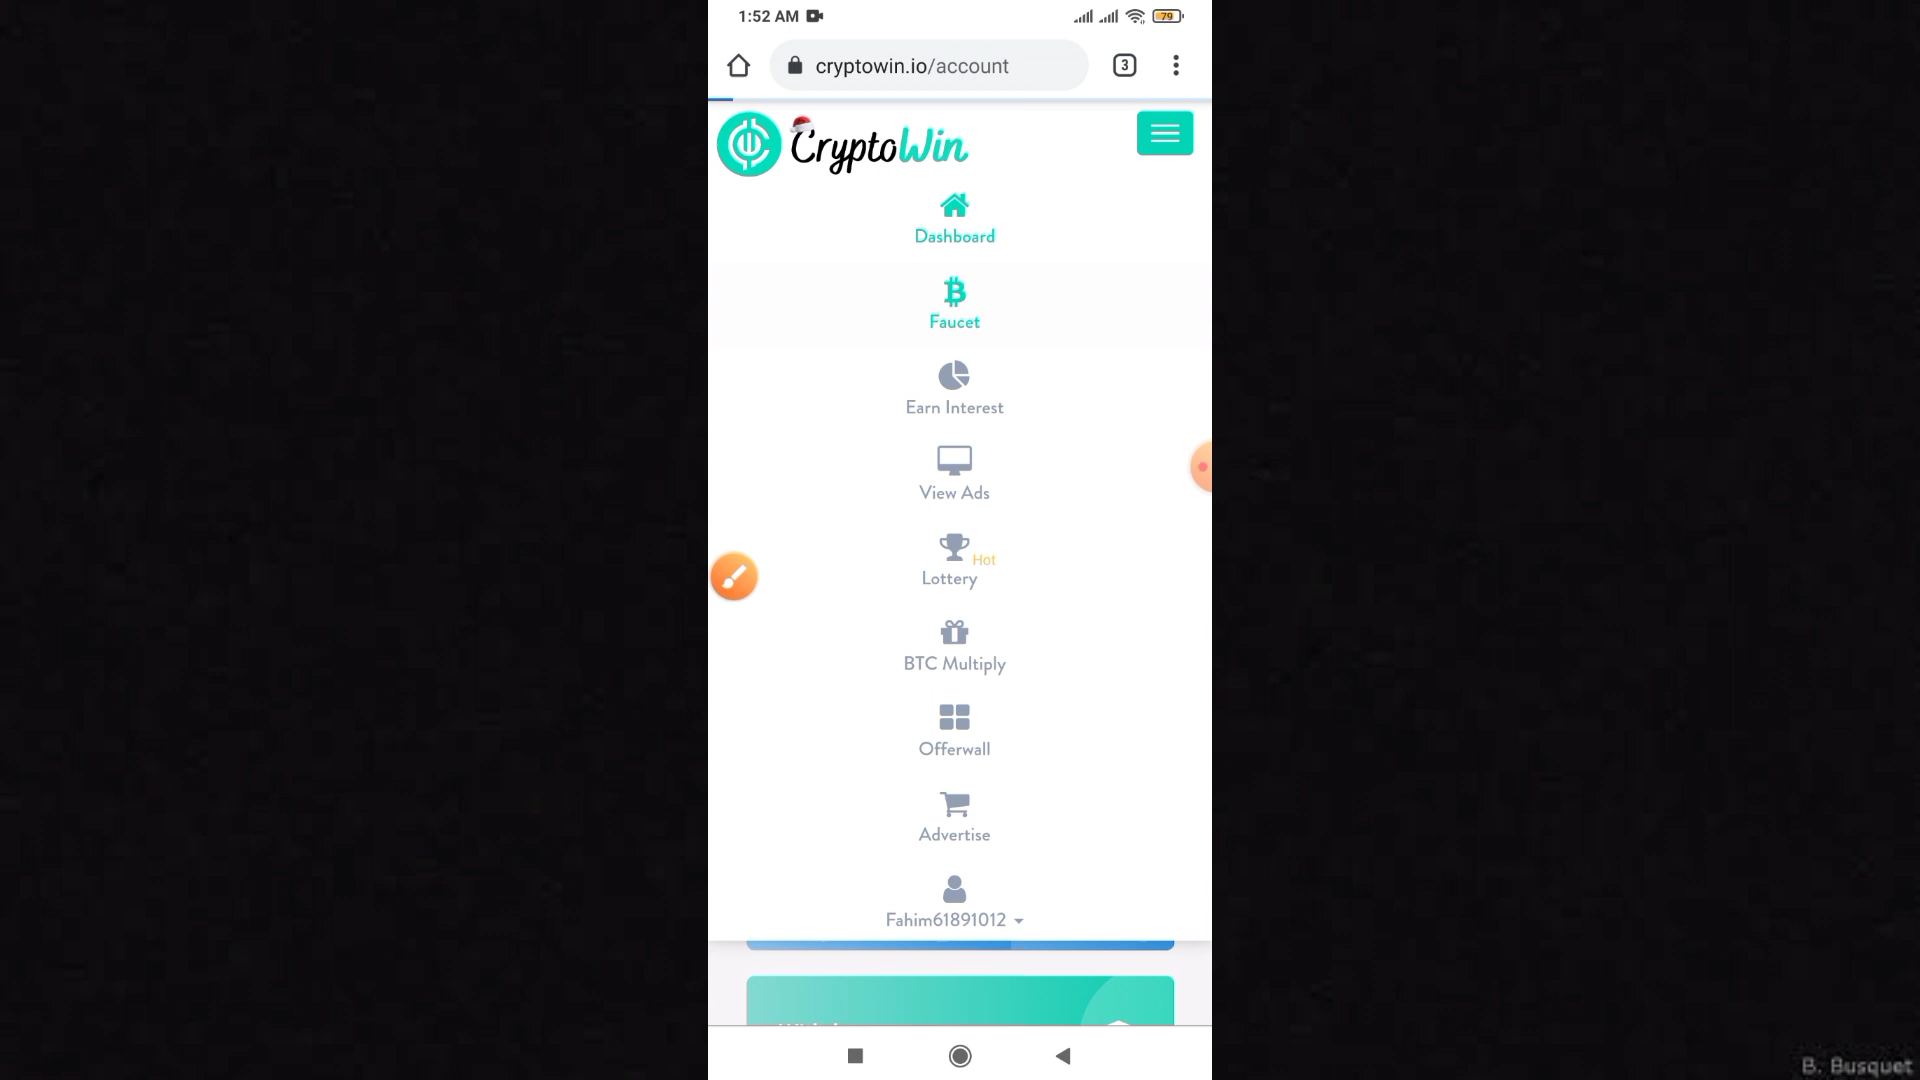 1:52 AM
79
cryptowin.io/account
3
CryptoWin
Dashboard
Faucet
Earn Interest
View Ads
Hot
Lottery
BTC Multiply
Offerwall
Advertise
Fahim61891012
B. Busquet